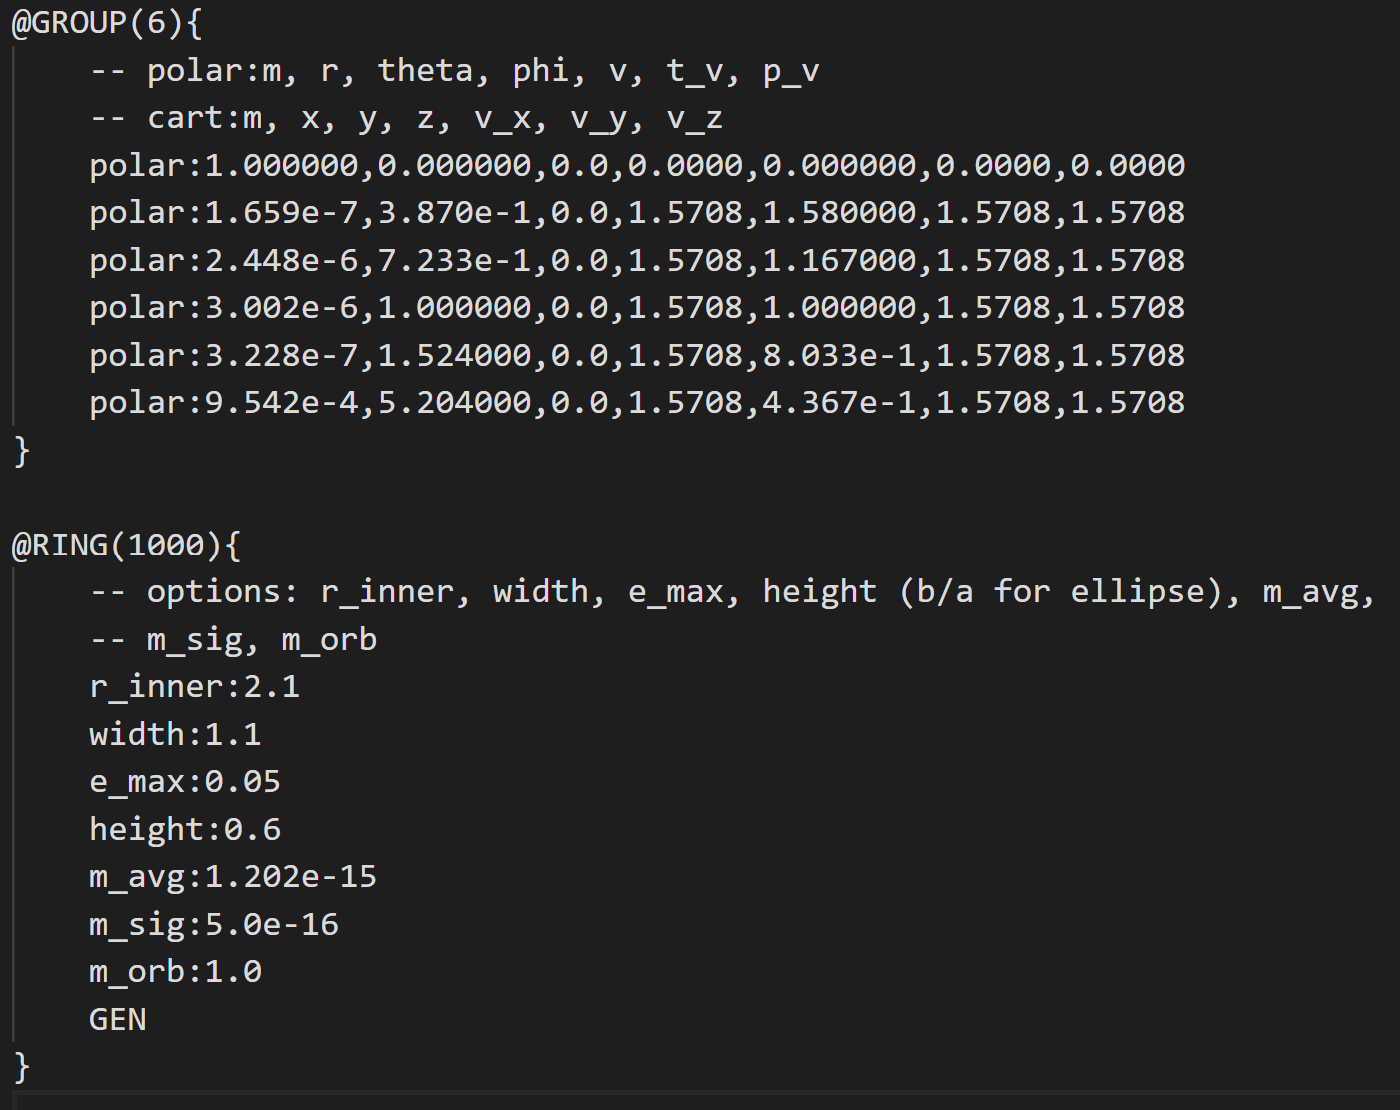 @GROUP(6){
-- polar:m, r, theta, phi, v, t_v, p_v
-- cart:m, x, y, z, v_x, v_y, v_z
polar:1.000000,0.000000,0.0,0.0000,0.000000,0.0000,0.0000
polar:1.659e-7,3.870e-1,0.0,1.5708,1.580000,1.5708,1.5708
polar:2.448e-6,7.233e-1,0.0,1.5708,1.167000,1.5708,1.5708
polar:3.002e-6,1.000000,0.0,1.5708,1.000000,1.5708,1.5708
polar:3.228e-7,1.524000,0.0,1.5708,8.033e-1,1.5708,1.5708
polar:9.542e-4,5.204000,0.0,1.5708,4.367e-1,1.5708,1.5708
}
@RING(1000){
-- options: r_inner, width, e_max, height (b/a for ellipse), m_avg,
-- m_sig, m_orb
r_inner:2.1
width:1.1
e_max:0.05
height:0.6
m_avg:1.202e-15
m_sig:5.0e-16
m_orb:1.0
GEN
}